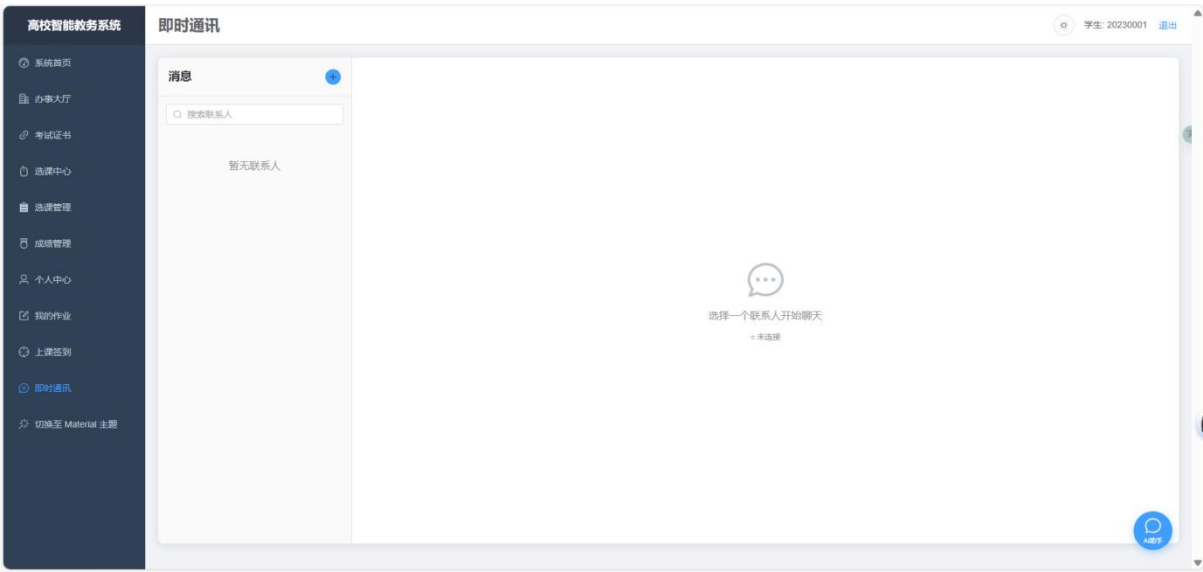 高校智能教务系统
即时通讯
学生: 20230001 退出
系统首页
办事大厅
考试证书
选课中心
选课管理
成绩管理
个人中心
我的作业
上课签到
即时通讯
切换至 Material 主题
消息
搜索联系人
暂无联系人
选择一个联系人开始聊天
未连接
AI助手